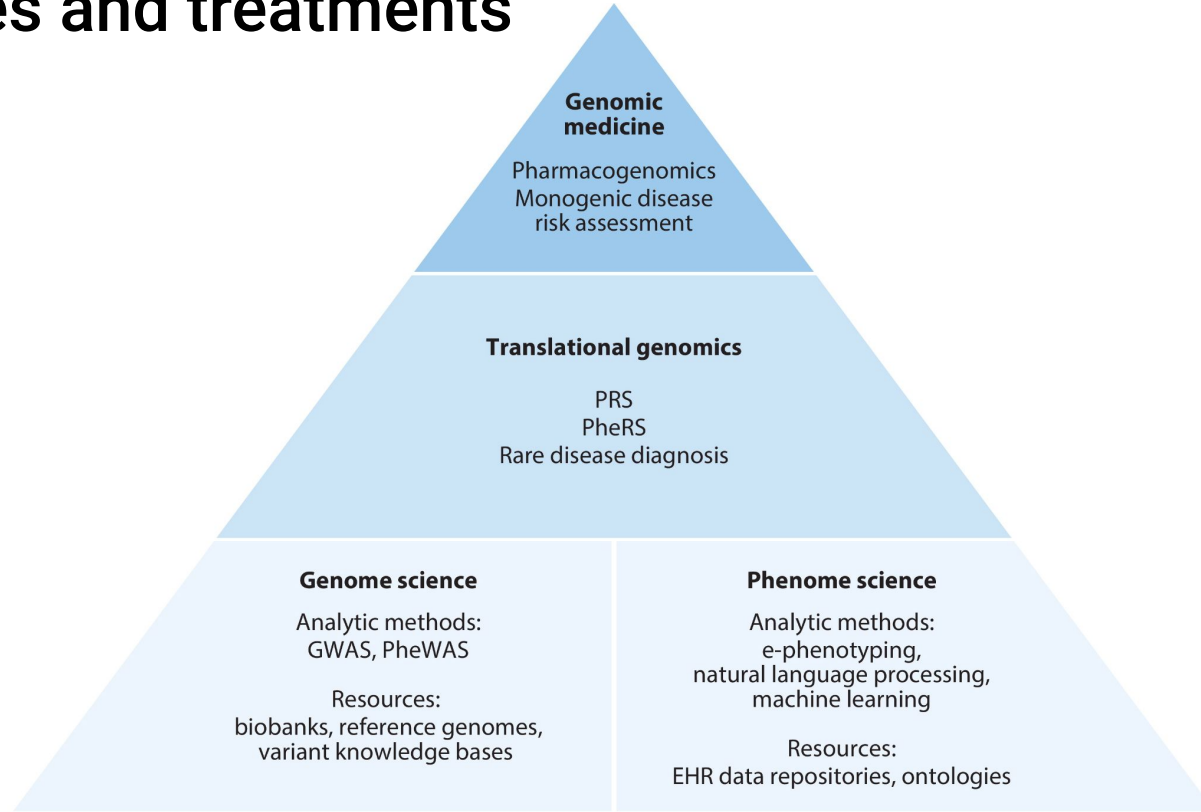 and treatments
Genomic
medicine
Pharmacogenomics
Monogenic disease
risk assessment
Translational genomics
PRS
PheRS
Rare disease diagnosis
Genome science
Analytic methods:
GWAS, PheWAS
Resources:
biobanks, reference genomes,
variant knowledge bases
Phenome science
Analytic methods:
e-phenotyping,
natural language processing,
machine learning
Resources:
EHR data repositories, ontologies